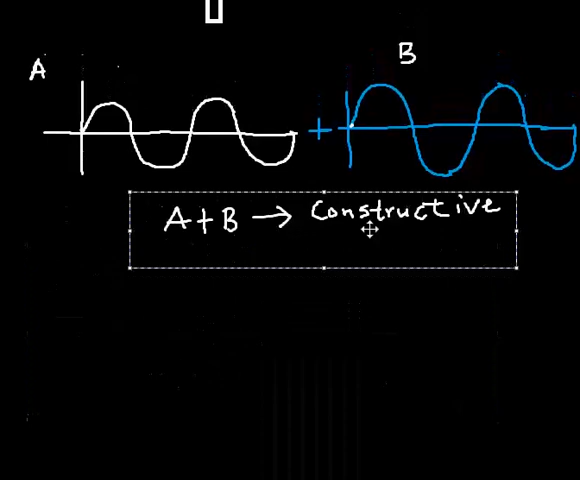 B
A
+
A+B → Constructive